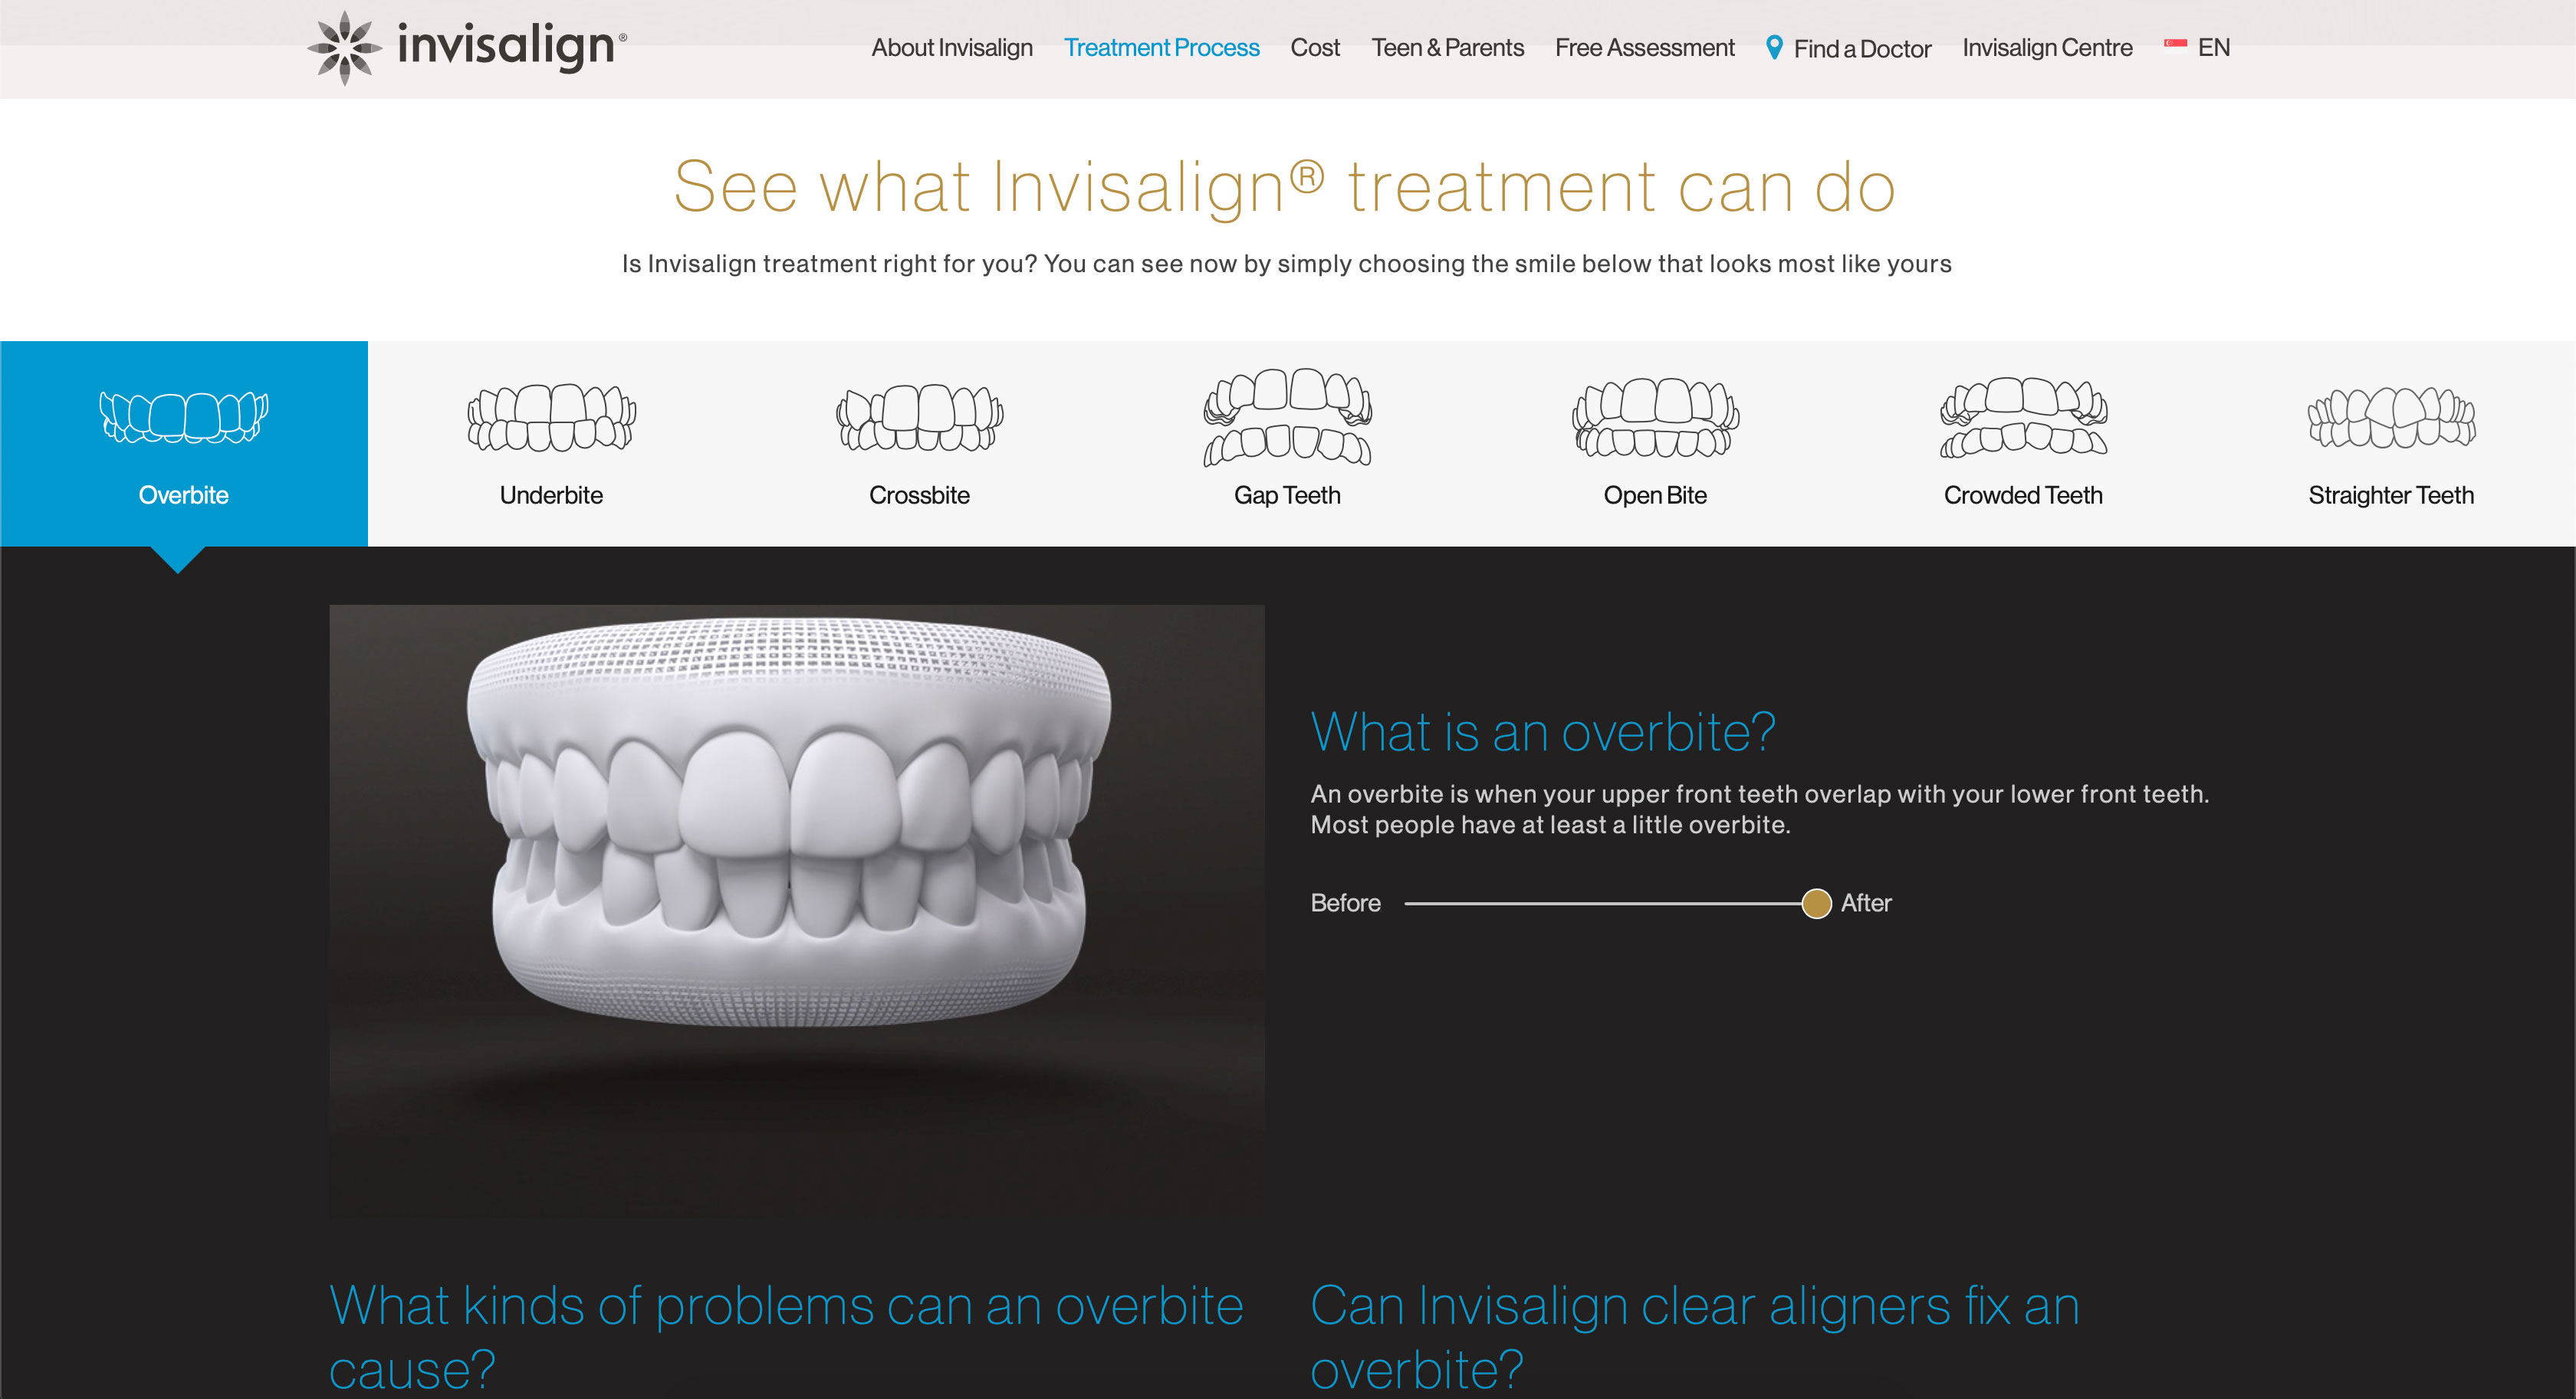 invisalign®
About Invisalign
Treatment Process
Cost
Teen & Parents
Free Assessment
Find a Doctor
Invisalign Centre
EN
See what Invisalign® treatment can do
Is Invisalign treatment right for you? You can see now by simply choosing the smile below that looks most like yours
Overbite
Underbite
Crossbite
Gap Teeth
Open Bite
Crowded Teeth
Straighter Teeth
What is an overbite?
An overbite is when your upper front teeth overlap with your lower front teeth.
Most people have at least a little overbite.
Before
After
What kinds of problems can an overbite
cause?
Can Invisalign clear aligners fix an
overbite?